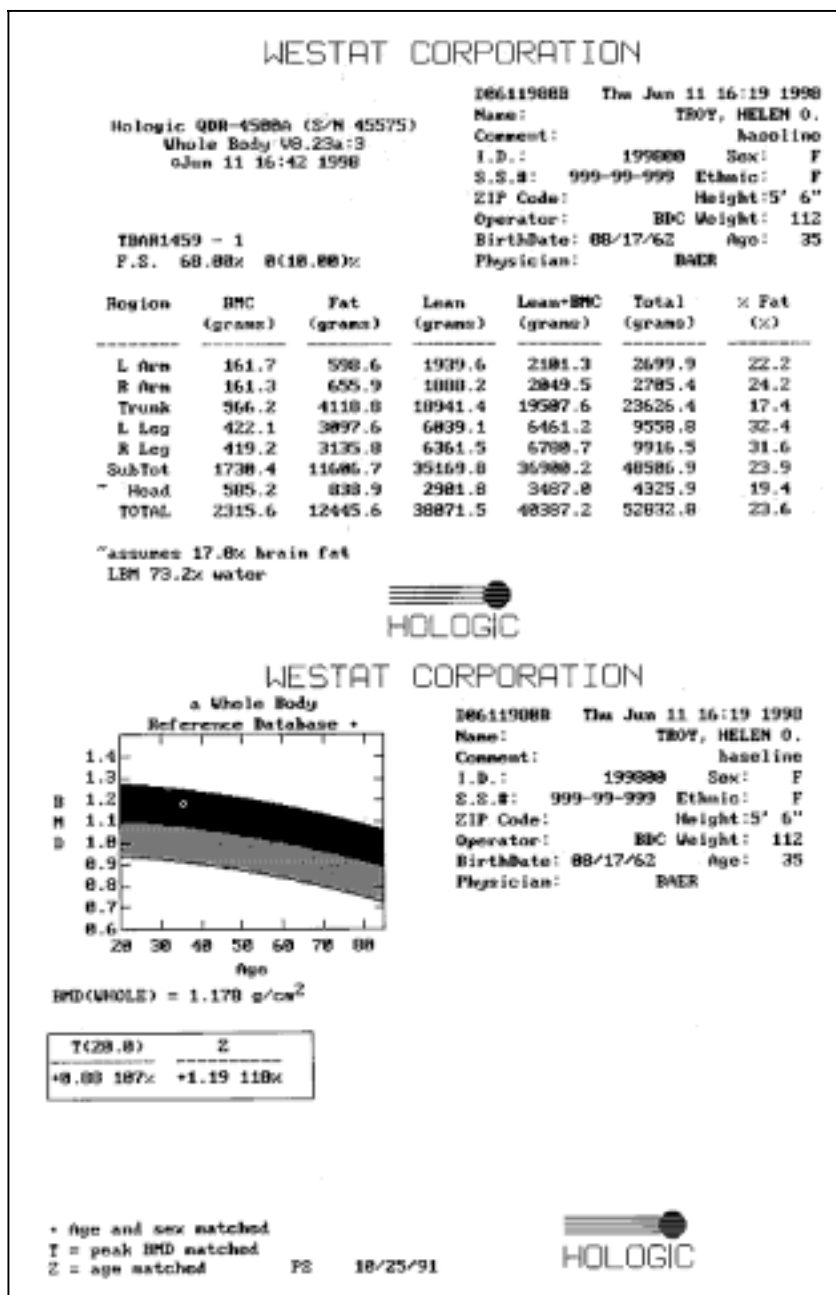 WESTAT CORPORATION
Hologic QDR-4500A (S/N 45575)
Whole Body V8.23a:3
Jun 11 16:42 1998
D0611980B Thu Jun 11 16:19 1998
Name: TROY, HELEN O.
Comment: baseline
I.D.: 199800 Sex: F
S.S.#: 999-99-999 Ethnic: F
ZIP Code: Height:5' 6"
Operator: BDC Weight: 112
BirthDate: 08/17/62 Age: 35
Physician: BAER
TBAR1459 - 1
F.S. 68.00% 0(10.00)%
Region BMC Fat Lean Lean+BMC Total % Fat
(grams) (grams) (grams) (grams) (grams) (%)
L Arm 161.7 598.6 1939.6 2101.3 2699.9 22.2
R Arm 161.3 655.9 1888.2 2049.5 2705.4 24.2
Trunk 566.2 4118.8 18941.4 19507.6 23626.4 17.4
L Leg 422.1 3097.6 6039.1 6461.2 9558.8 32.4
R Leg 419.2 3135.8 6361.5 6780.7 9916.5 31.6
SubTot 1730.4 11606.7 35169.8 36900.2 48506.9 23.9
~ Head 585.2 838.9 2901.8 3487.0 4325.9 19.4
TOTAL 2315.6 12445.6 38071.5 40387.2 52832.8 23.6
~assumes 17.0% brain fat
LBM 73.2% water
HOLOGIC
WESTAT CORPORATION
a Whole Body
Reference Database
D0611980B Thu Jun 11 16:19 1998
Name: TROY, HELEN O.
Comment: baseline
I.D.: 199800 Sex: F
S.S.#: 999-99-999 Ethnic: F
ZIP Code: Height:5' 6"
Operator: BDC Weight: 112
BirthDate: 08/17/62 Age: 35
Physician: BAER
1.4
1.3
1.2
1.1
1.0
0.9
0.8
0.7
0.6
BMD
20 30 40 50 60 70 80
Age
BMD(WHOLE) = 1.178 g/cm2
T(20.0) Z
+0.88 107% +1.19 110%
• Age and sex matched
T = peak BMD matched
Z = age matched PS 10/25/91
HOLOGIC